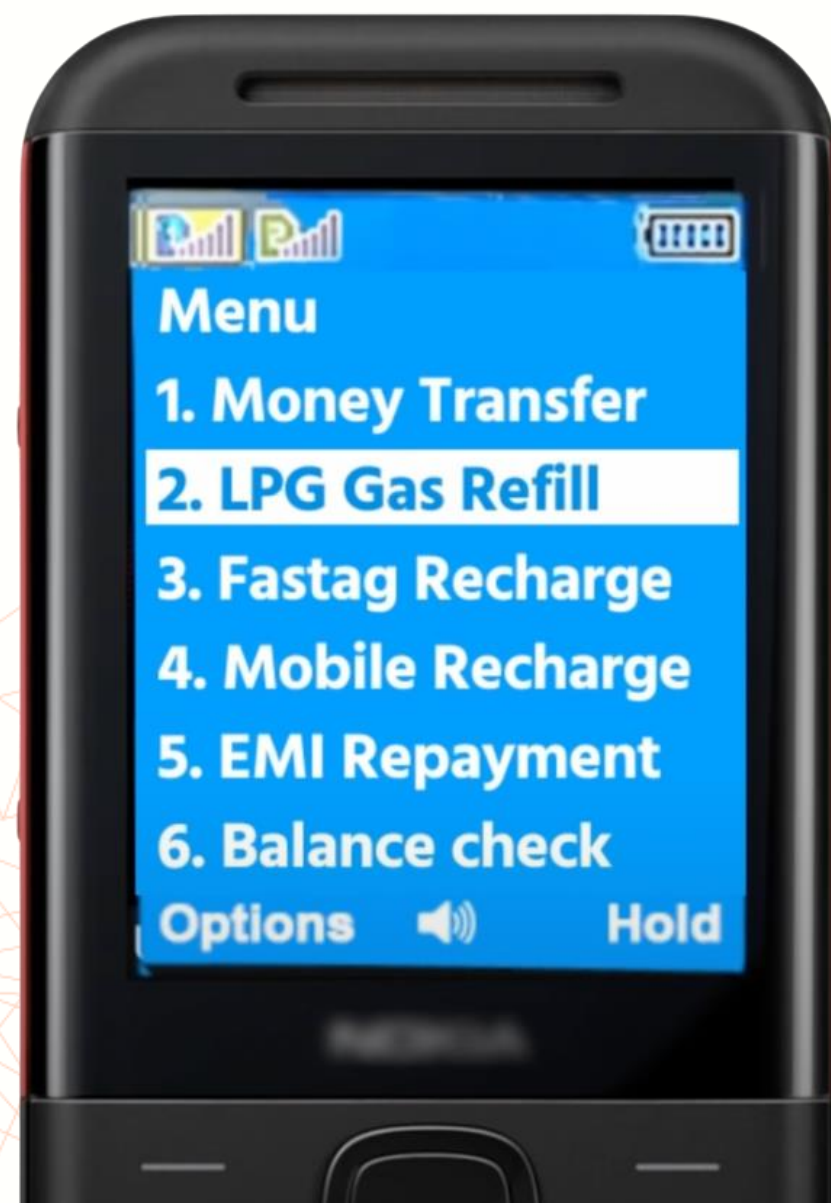 Menu
1. Money Transfer
2. LPG Gas Refill
3. Fastag Recharge
4. Mobile Recharge
5. EMI Repayment
6. Balance check
Options Hold
NOKIA